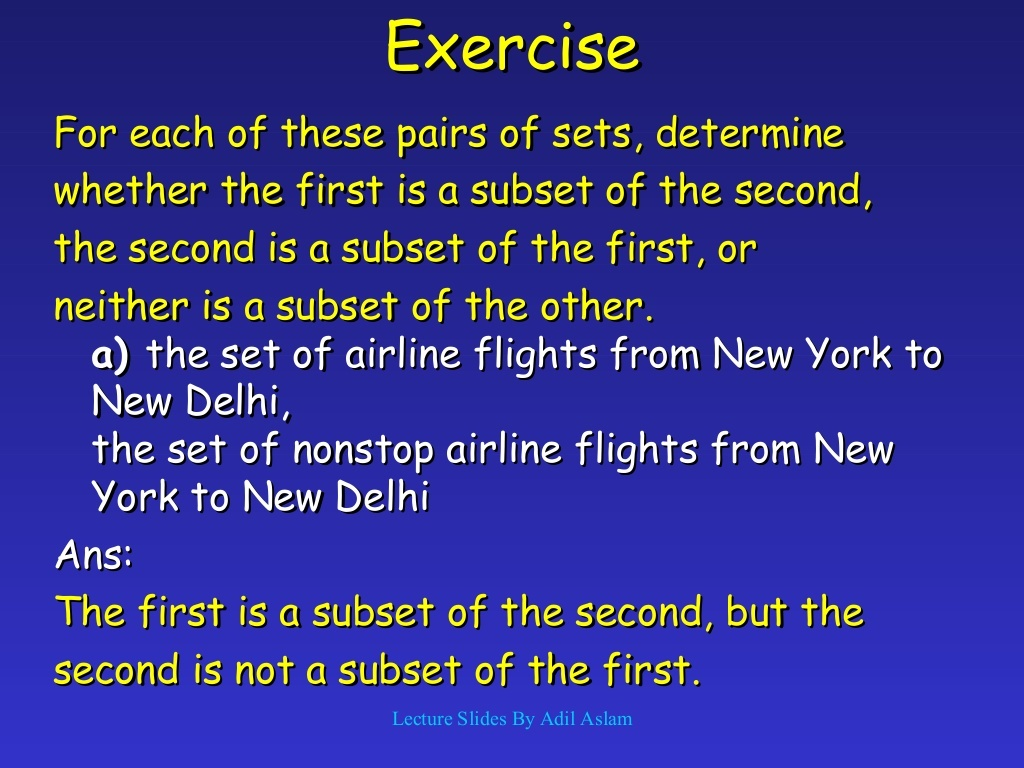 Exercise
For each of these pairs of sets, determine
whether the first is a subset of the second,
the second is a subset of the first, or
neither is a subset of the other.
a) the set of airline flights from New York to
New Delhi,
the set of nonstop airline flights from New
York to New Delhi
Ans:
The first is a subset of the second, but the
second is not a subset of the first.
Lecture Slides By Adil Aslam